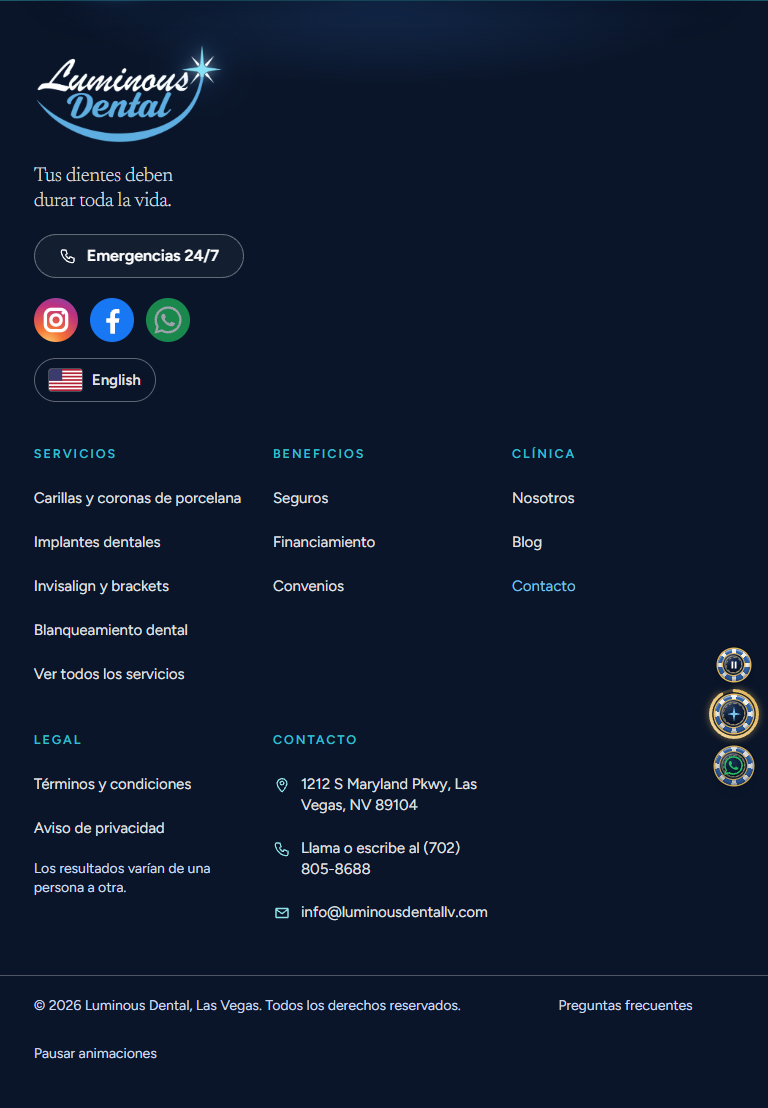 Luminous
Dental
Tus dientes deben
durar toda la vida.
Emergencias 24/7
English
SERVICIOS
Carillas y coronas de porcelana
Implantes dentales
Invisalign y brackets
Blanqueamiento dental
Ver todos los servicios
BENEFICIOS
Seguros
Financiamiento
Convenios
CLÍNICA
Nosotros
Blog
Contacto
LEGAL
Términos y condiciones
Aviso de privacidad
Los resultados varían de una
persona a otra.
CONTACTO
1212 S Maryland Pkwy, Las
Vegas, NV 89104
Llama o escribe al (702)
805-8688
info@luminousdentallv.com
© 2026 Luminous Dental, Las Vegas. Todos los derechos reservados.
Preguntas frecuentes
Pausar animaciones